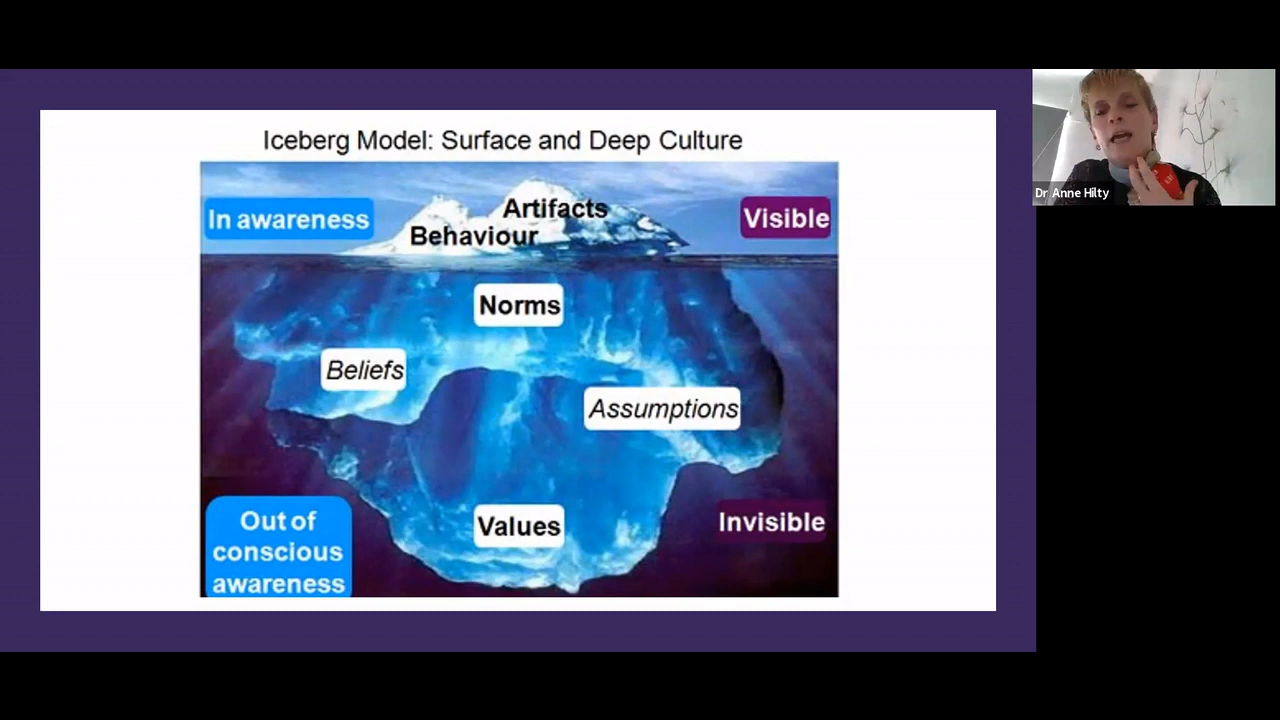 Iceberg Model: Surface and Deep Culture
In awareness
Artifacts
Behaviour
Visible
Norms
Beliefs
Assumptions
Values
Out of
conscious
awareness
Invisible
Dr Anne Hilty